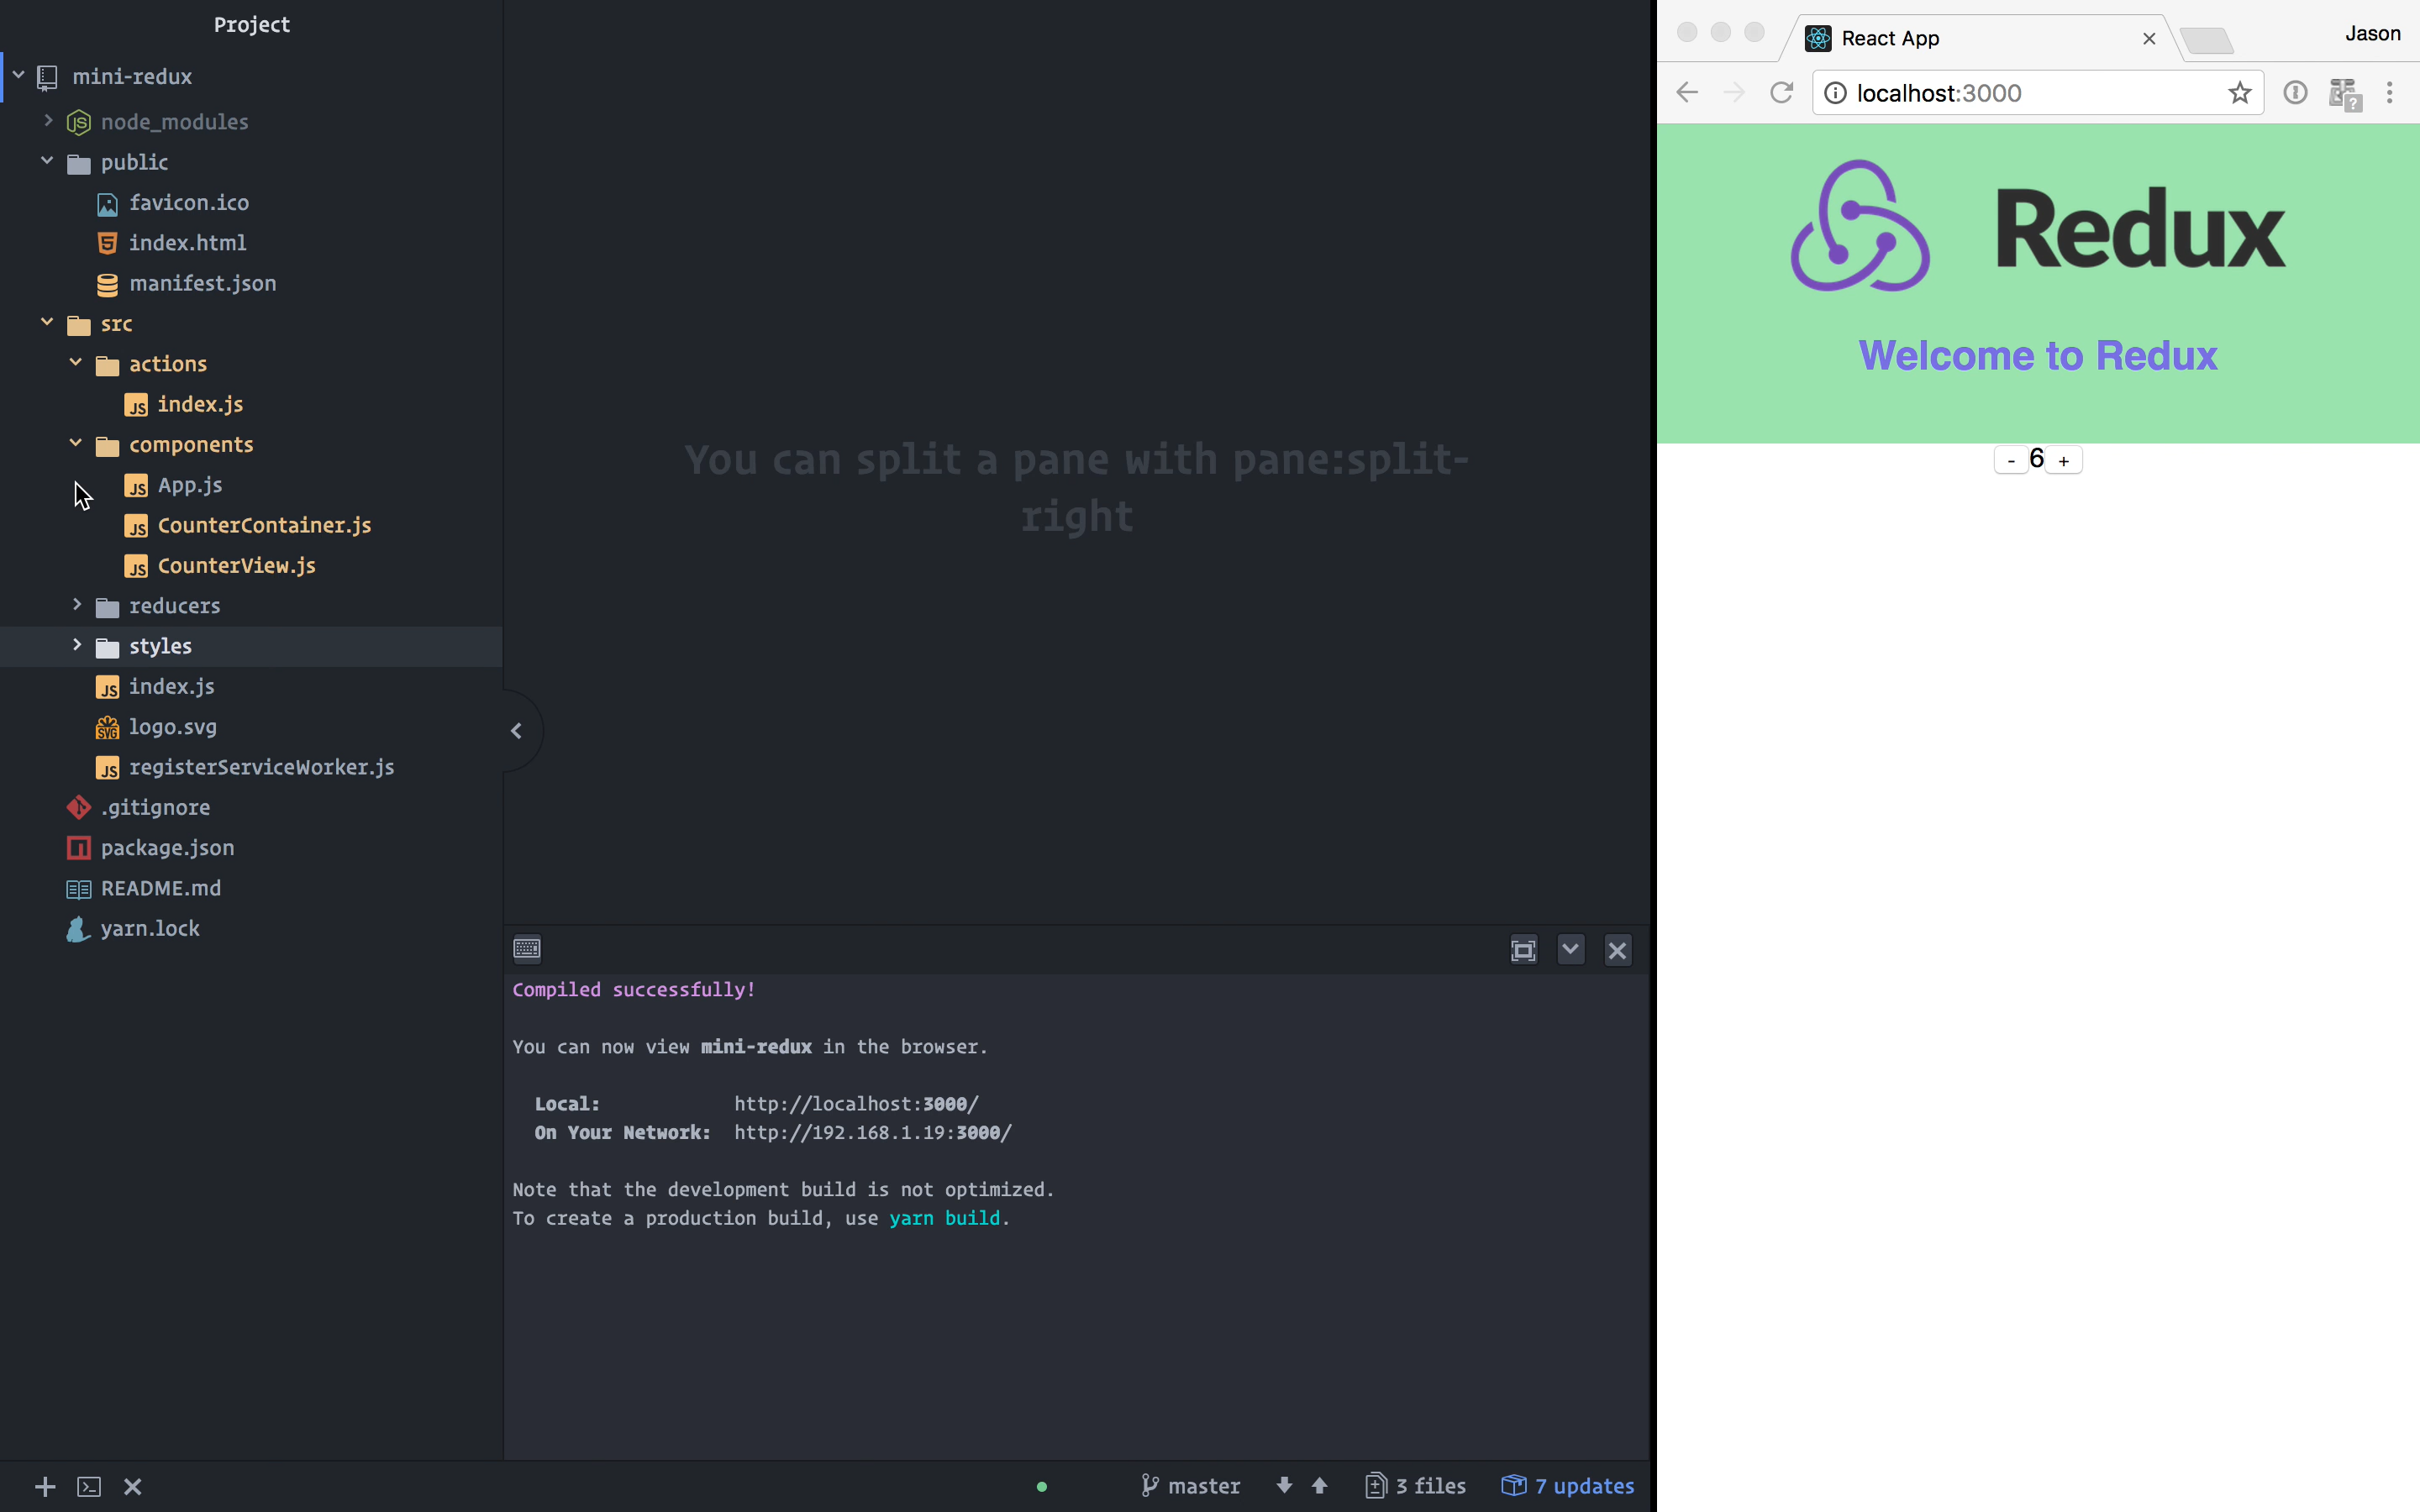 Project
mini-redux
node_modules
public
favicon.ico
index.html
manifest.json
src
actions
index.js
components
App.js
CounterContainer.js
CounterView.js
reducers
styles
index.js
logo.svg
registerServiceWorker.js
.gitignore
package.json
README.md
yarn.lock
You can split a pane with pane:split-
right
Compiled successfully!
You can now view mini-redux in the browser.
Local: http://localhost:3000/
On Your Network: http://192.168.1.19:3000/
Note that the development build is not optimized.
To create a production build, use yarn build.
master
3 files
7 updates
React App
Jason
localhost:3000
Redux
Welcome to Redux
- 6 +